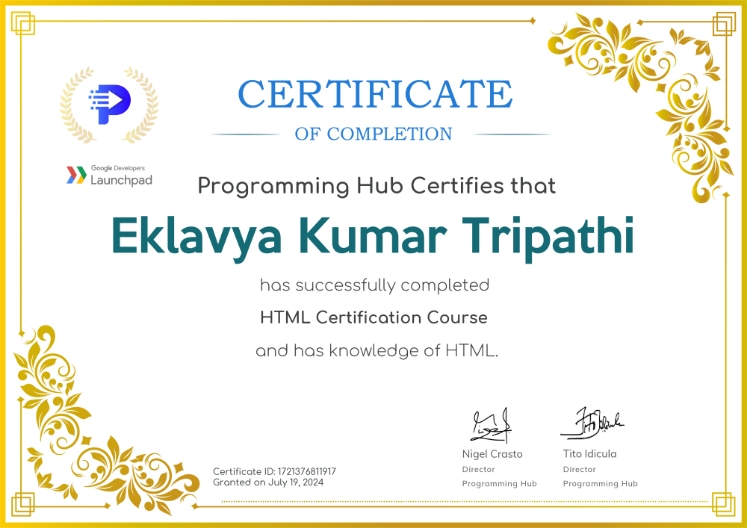 CERTIFICATE
OF COMPLETION
Google Developers
Launchpad
Programming Hub Certifies that
Eklavya Kumar Tripathi
has successfully completed
HTML Certification Course
and has knowledge of HTML.
Nigel Crasto
Director
Programming Hub
Tito Idicula
Director
Programming Hub
Certificate ID: 1721376811917
Granted on July 19, 2024